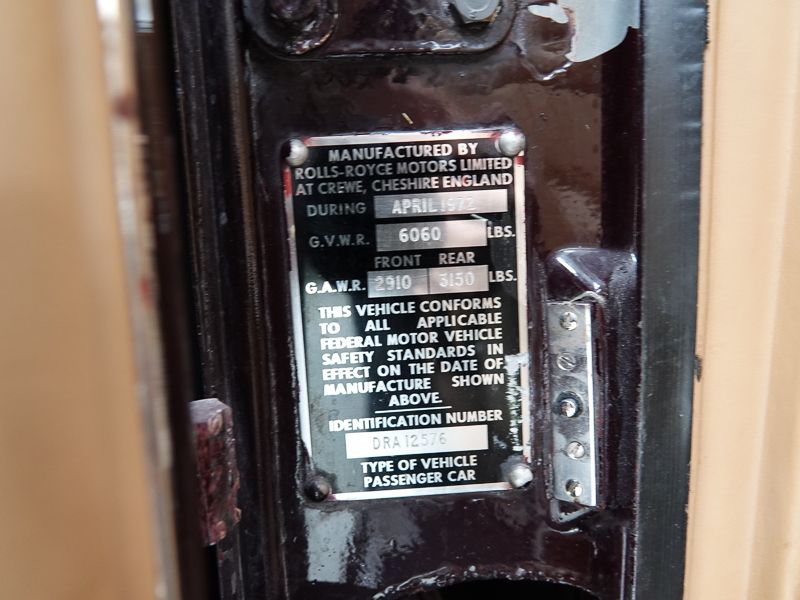 MANUFACTURED BY
ROLLS-ROYCE MOTORS LIMITED
AT CREWE, CHESHIRE ENGLAND
DURING APRIL 1972
G.V.W.R. 6060 LBS.
FRONT REAR
G.A.W.R. 2910 3150 LBS.
THIS VEHICLE CONFORMS
TO ALL APPLICABLE
FEDERAL MOTOR VEHICLE
SAFETY STANDARDS IN
EFFECT ON THE DATE OF
MANUFACTURE SHOWN
ABOVE.
IDENTIFICATION NUMBER
DRA12576
TYPE OF VEHICLE
PASSENGER CAR